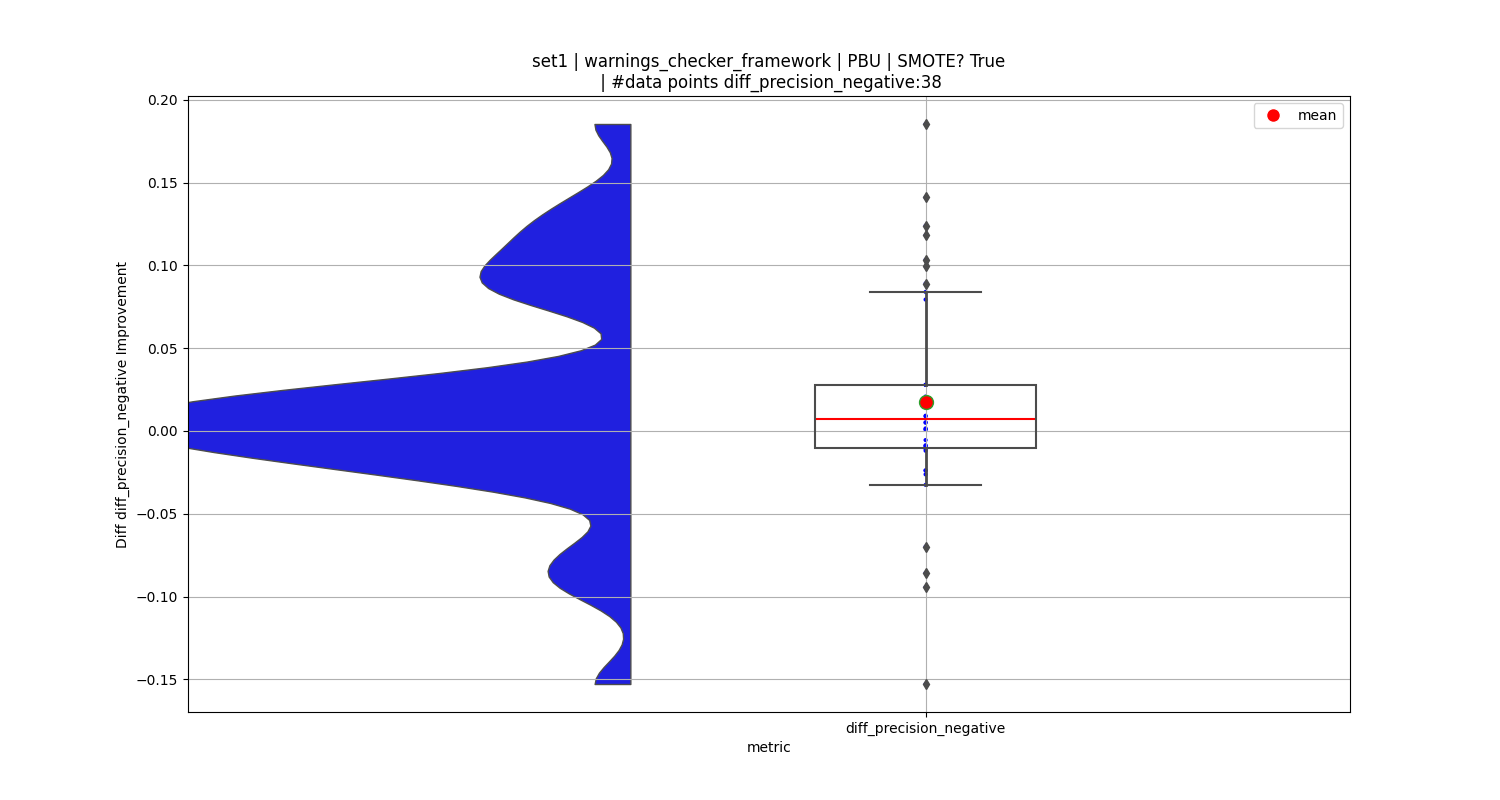 set1 | warnings_checker_framework | PBU | SMOTE? True
| #data points diff_precision_negative:38
mean
0.20
0.15
0.10
0.05
0.00
−0.05
−0.10
−0.15
Diff diff_precision_negative Improvement
diff_precision_negative
metric